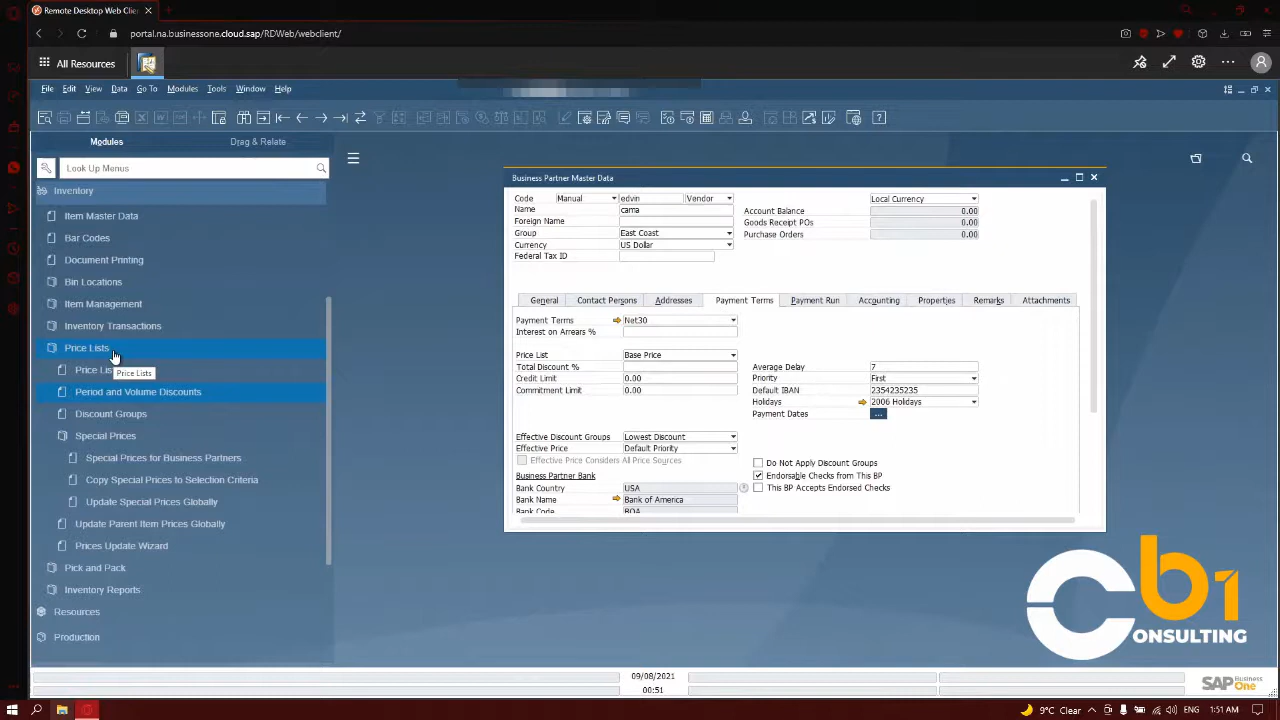 Remote Desktop Web Clie
portal.na.businessone.cloud.sap/RDWeb/webclient/
All Resources
File Edit View Data Go To Modules Tools Window Help
Modules Drag & Relate
Look Up Menus
Inventory
Item Master Data
Bar Codes
Document Printing
Bin Locations
Item Management
Inventory Transactions
Price Lists
Price Lis
Price Lists
Period and Volume Discounts
Discount Groups
Special Prices
Special Prices for Business Partners
Copy Special Prices to Selection Criteria
Update Special Prices Globally
Update Parent Item Prices Globally
Prices Update Wizard
Pick and Pack
Inventory Reports
Resources
Production
Business Partner Master Data
Code Manual edvin Vendor Local Currency
Name cama Account Balance 0.00
Foreign Name Goods Receipt POs 0.00
Group East Coast Purchase Orders 0.00
Currency US Dollar
Federal Tax ID
General Contact Persons Addresses Payment Terms Payment Run Accounting Properties Remarks Attachments
Payment Terms Net30
Interest on Arrears %
Price List Base Price
Total Discount % Average Delay 7
Credit Limit 0.00 Priority First
Commitment Limit 0.00 Default IBAN 2354235235
Holidays 2006 Holidays
Payment Dates ...
Effective Discount Groups Lowest Discount
Effective Price Default Priority
Effective Price Considers All Price Sources Do Not Apply Discount Groups
Business Partner Bank Endorsable Checks from This BP
Bank Country USA This BP Accepts Endorsed Checks
Bank Name Bank of America
Bank Code BOA
Cb1
ONSULTING
09/08/2021
00:51
SAP Business One
9°C Clear ENG 1:51 AM